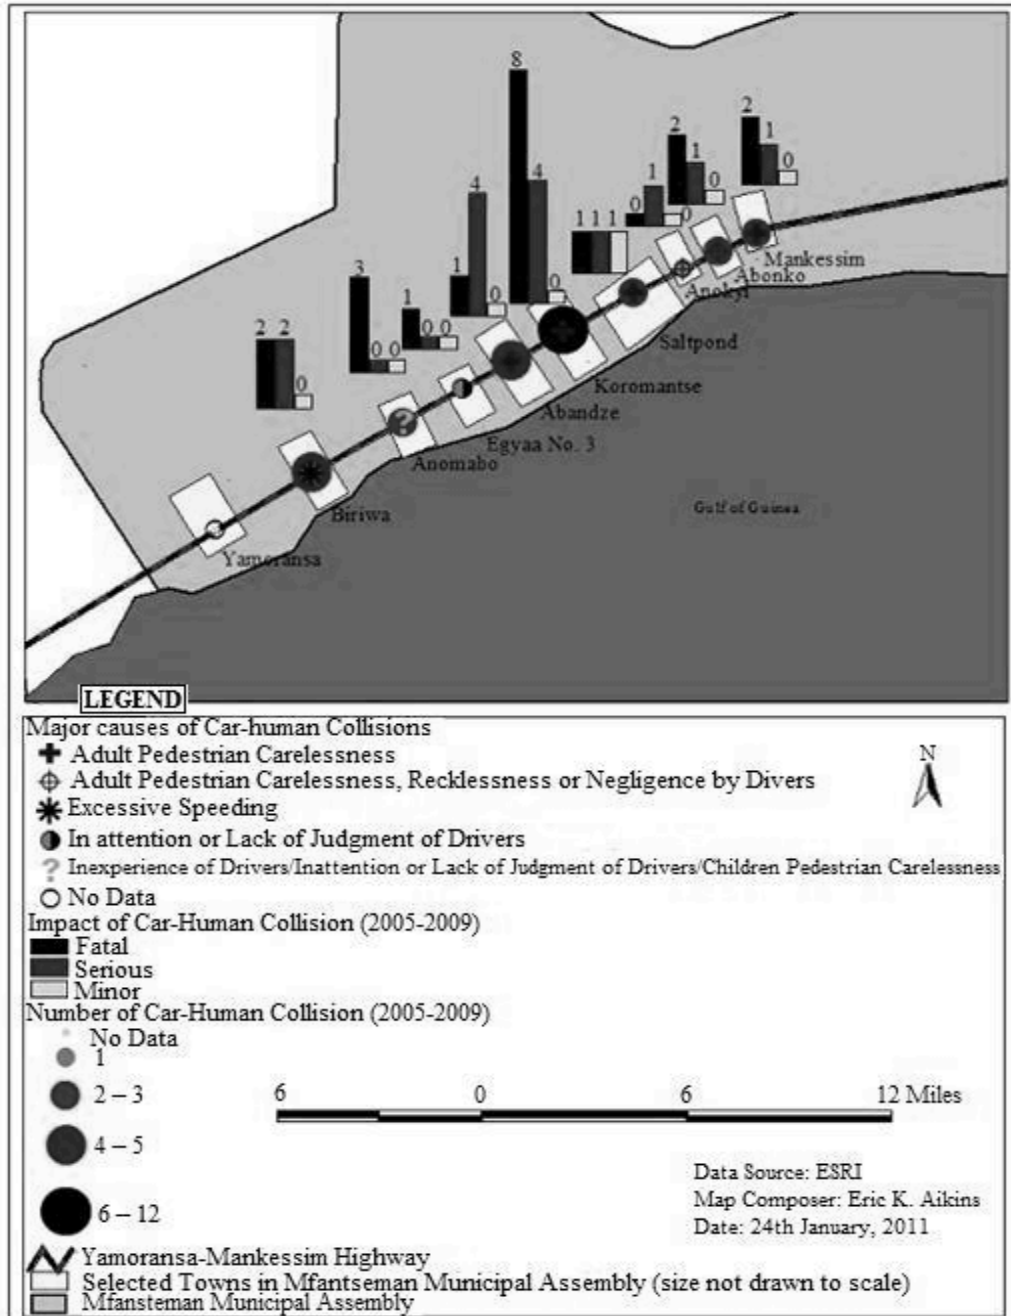 8
2
2
1
1
0
4
4
1
0
0
0
1 1 1
3
1
0
1
0 0
0
2 2
0 0
0
Mankessim
Abonko
Anokyi
Saltpond
Koromantse
Abandze
Egyaa No. 3
Anomabo
Biriwa
Yamoransa
Gulf of Guinea
LEGEND
Major causes of Car-human Collisions
Adult Pedestrian Carelessness
Adult Pedestrian Carelessness, Recklessness or Negligence by Divers
Excessive Speeding
In attention or Lack of Judgment of Drivers
? Inexperience of Drivers/Inattention or Lack of Judgment of Drivers/Children Pedestrian Carelessness
No Data
N
Impact of Car-Human Collision (2005-2009)
Fatal
Serious
Minor
Number of Car-Human Collision (2005-2009)
No Data
1
2 – 3
4 – 5
6 – 12
6 0 6 12 Miles
Data Source: ESRI
Map Composer: Eric K. Aikins
Date: 24th January, 2011
Yamoransa-Mankessim Highway
Selected Towns in Mfantseman Municipal Assembly (size not drawn to scale)
Mfansteman Municipal Assembly